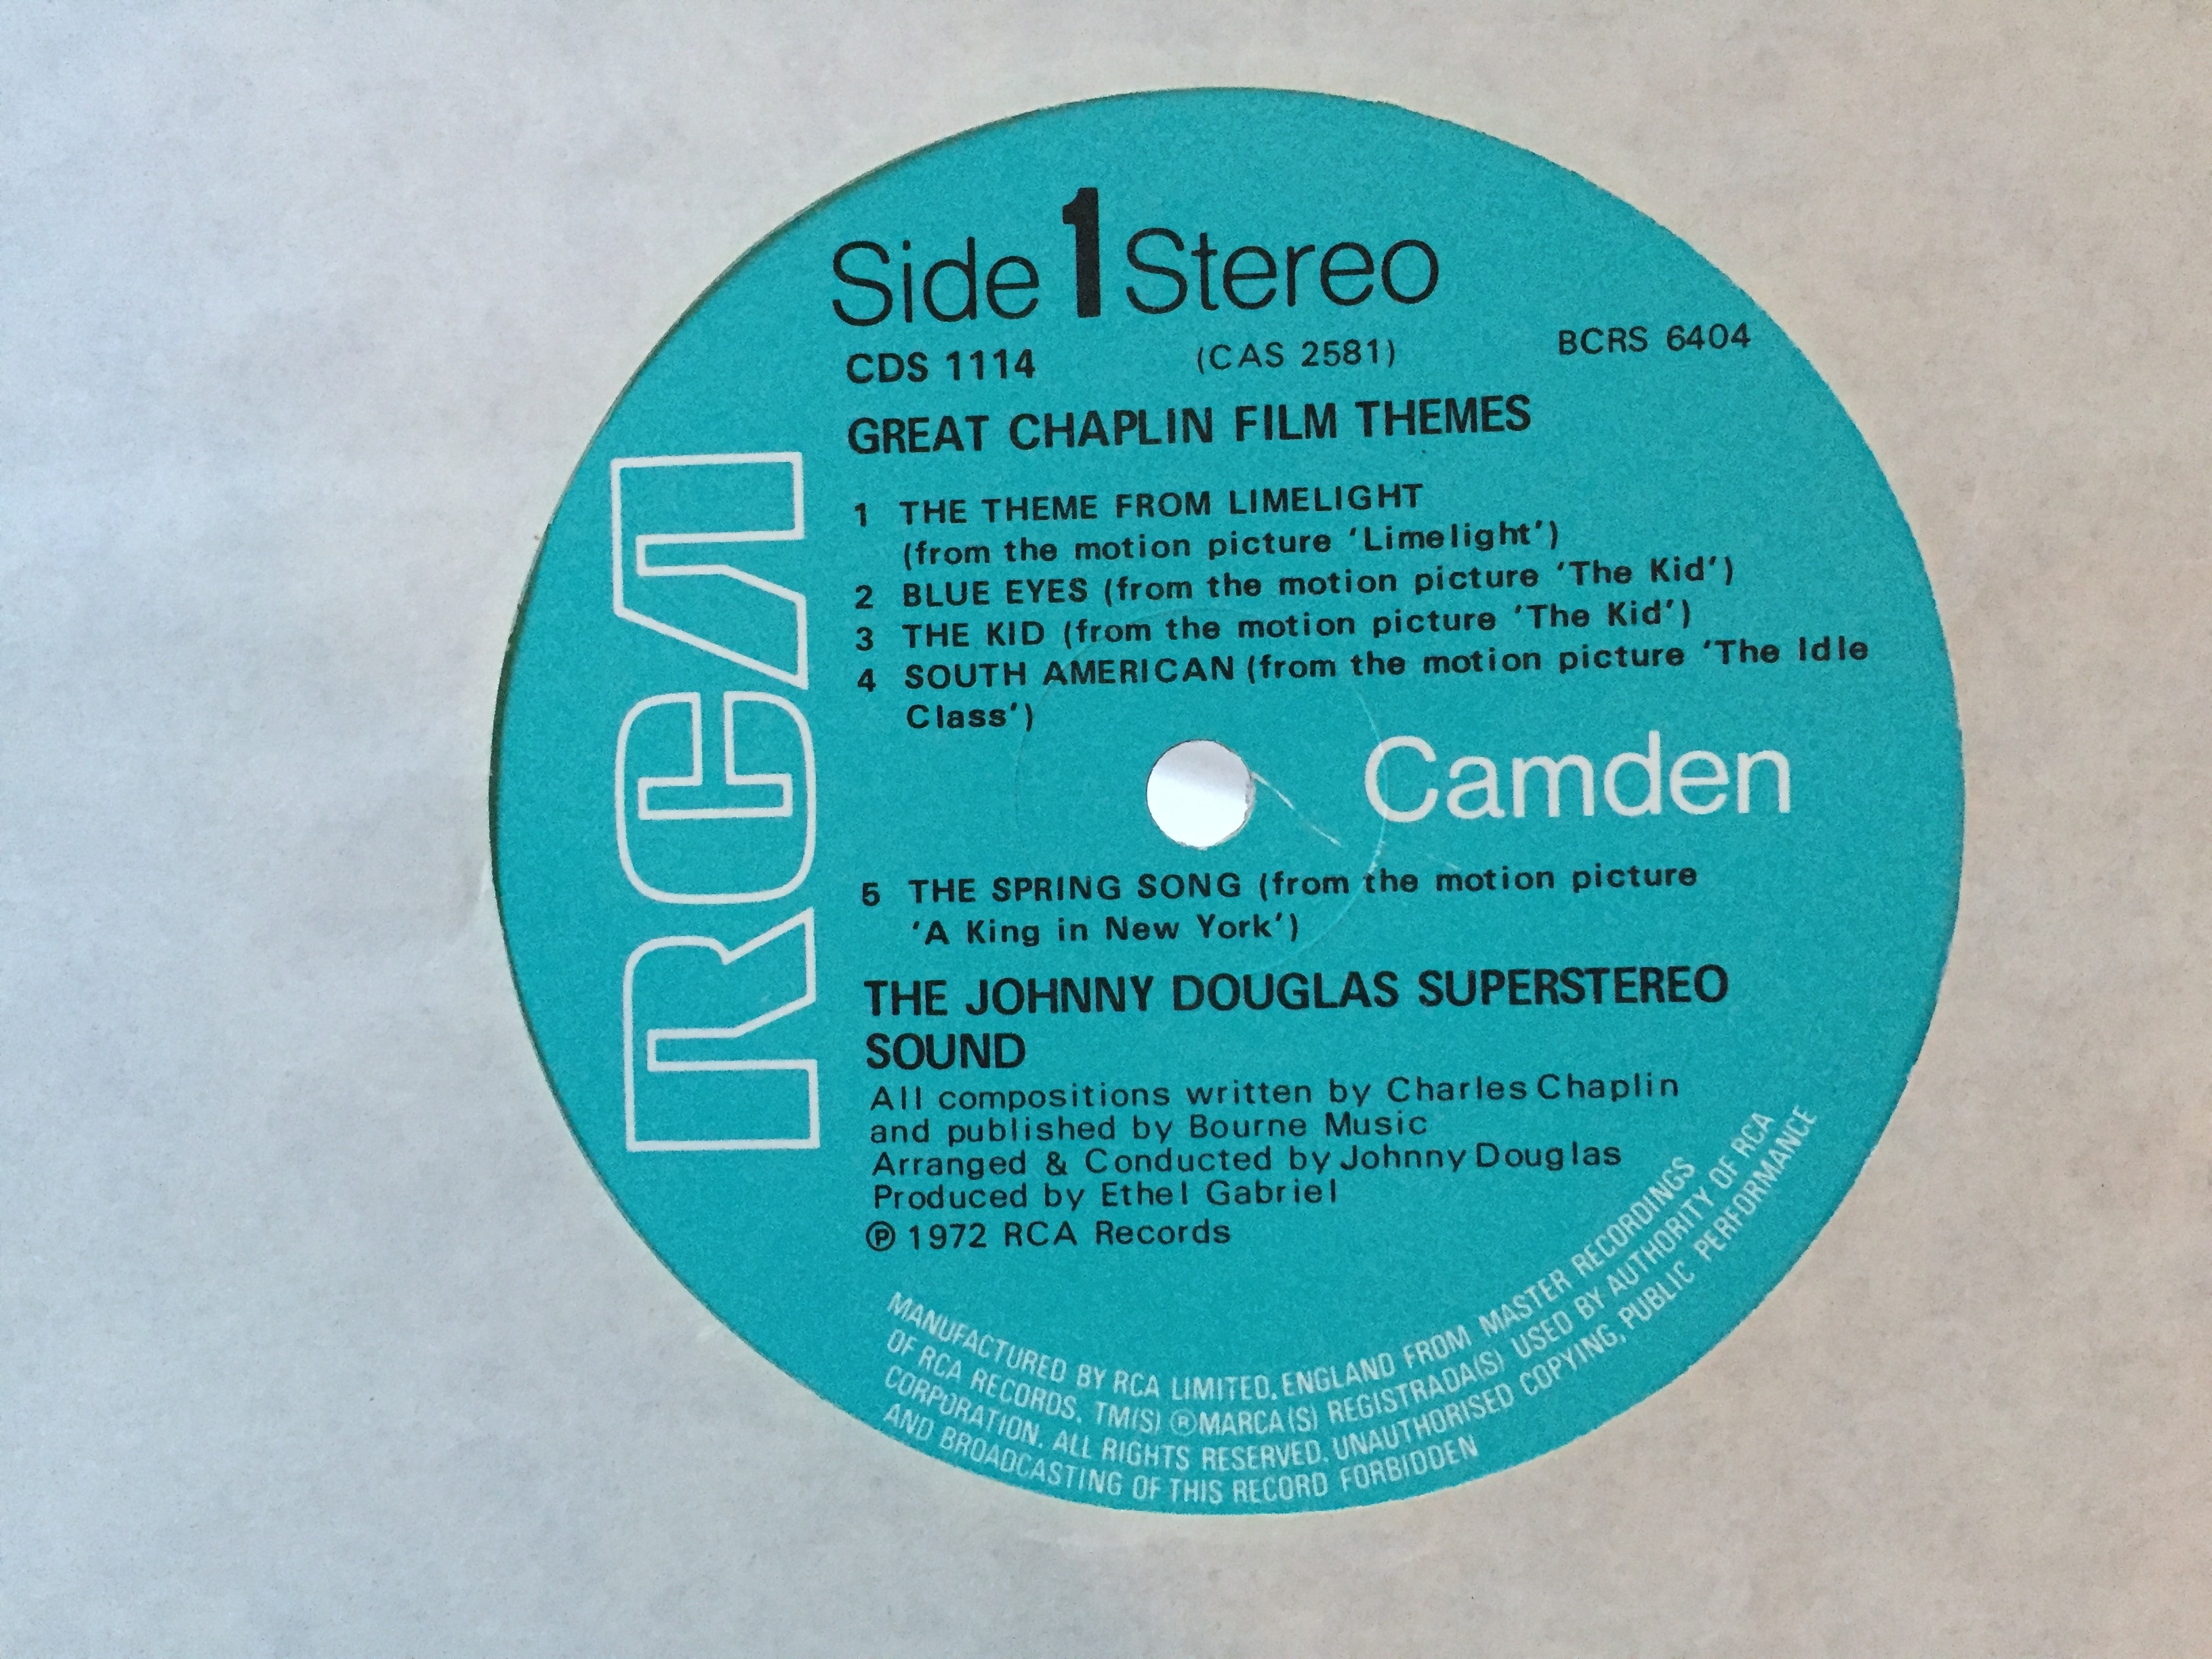 Side 1 Stereo
CDS 1114 (CAS 2581) BCRS 6404
GREAT CHAPLIN FILM THEMES
1 THE THEME FROM LIMELIGHT
(from the motion picture ‘Limelight’)
2 BLUE EYES (from the motion picture ‘The Kid’)
3 THE KID (from the motion picture ‘The Kid’)
4 SOUTH AMERICAN (from the motion picture ‘The Idle
Class’)
RCA
Camden
5 THE SPRING SONG (from the motion picture
‘A King in New York’)
THE JOHNNY DOUGLAS SUPERSTEREO
SOUND
All compositions written by Charles Chaplin
and published by Bourne Music
Arranged & Conducted by Johnny Douglas
Produced by Ethel Gabriel
℗ 1972 RCA Records
MANUFACTURED BY RCA LIMITED, ENGLAND FROM MASTER RECORDINGS
OF RCA RECORDS. TM(S) ® MARCA(S) REGISTRADA(S) USED BY AUTHORITY OF RCA
CORPORATION. ALL RIGHTS RESERVED. UNAUTHORISED COPYING, PUBLIC PERFORMANCE
AND BROADCASTING OF THIS RECORD FORBIDDEN